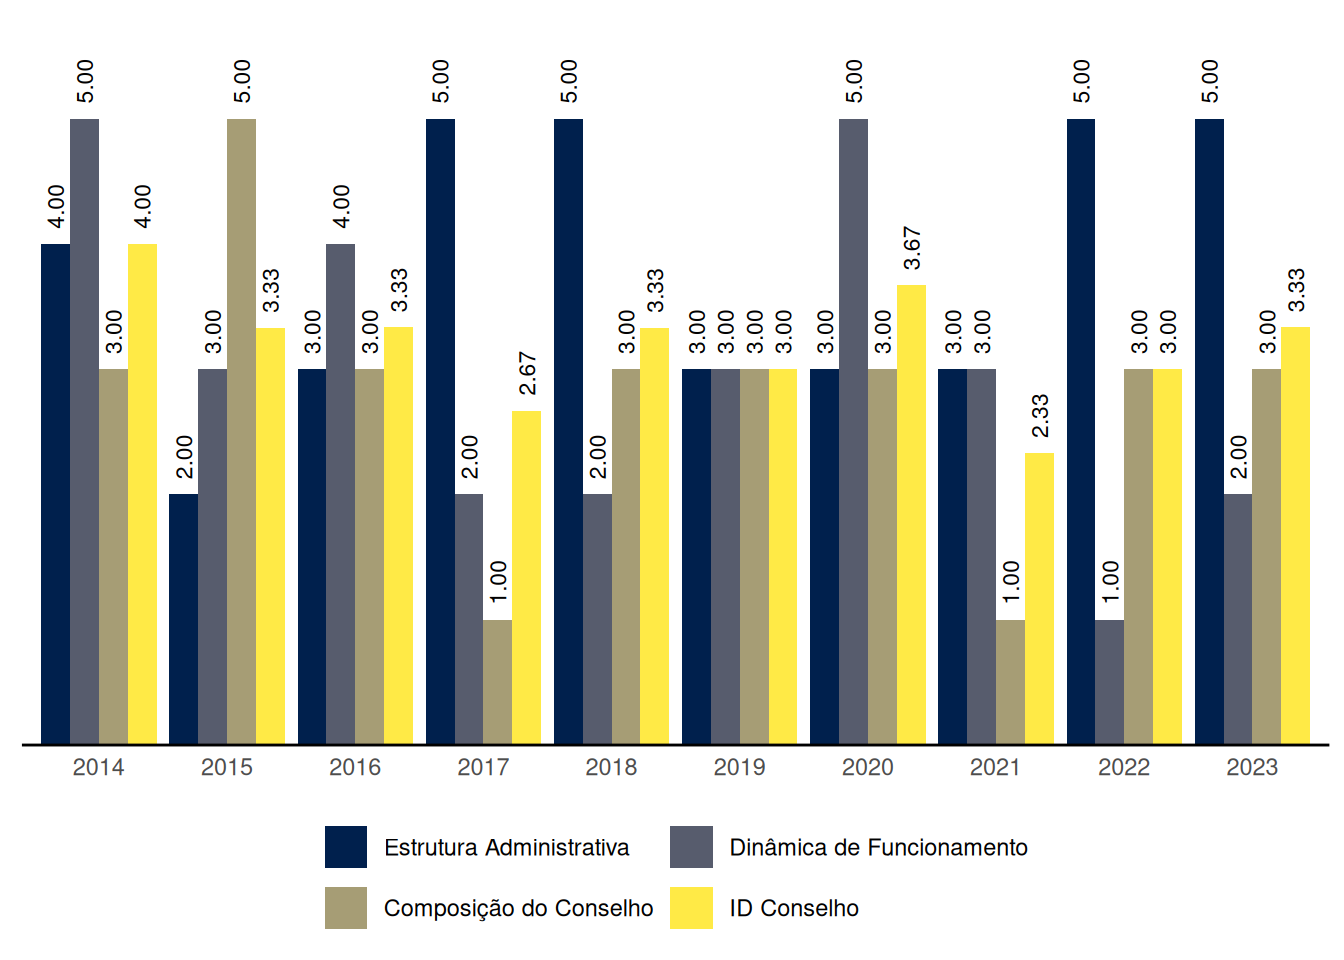 4.00 5.00 3.00 4.00 2.00 3.00 5.00 3.33 3.00 4.00 3.00 3.33 5.00 2.00 1.00 2.67 5.00 2.00 3.00 3.33 3.00 3.00 3.00 3.00 3.00 5.00 3.00 3.67 3.00 3.00 1.00 2.33 5.00 1.00 3.00 3.00 5.00 2.00 3.00 3.33
2014 2015 2016 2017 2018 2019 2020 2021 2022 2023
Estrutura Administrativa Dinâmica de Funcionamento
Composição do Conselho ID Conselho